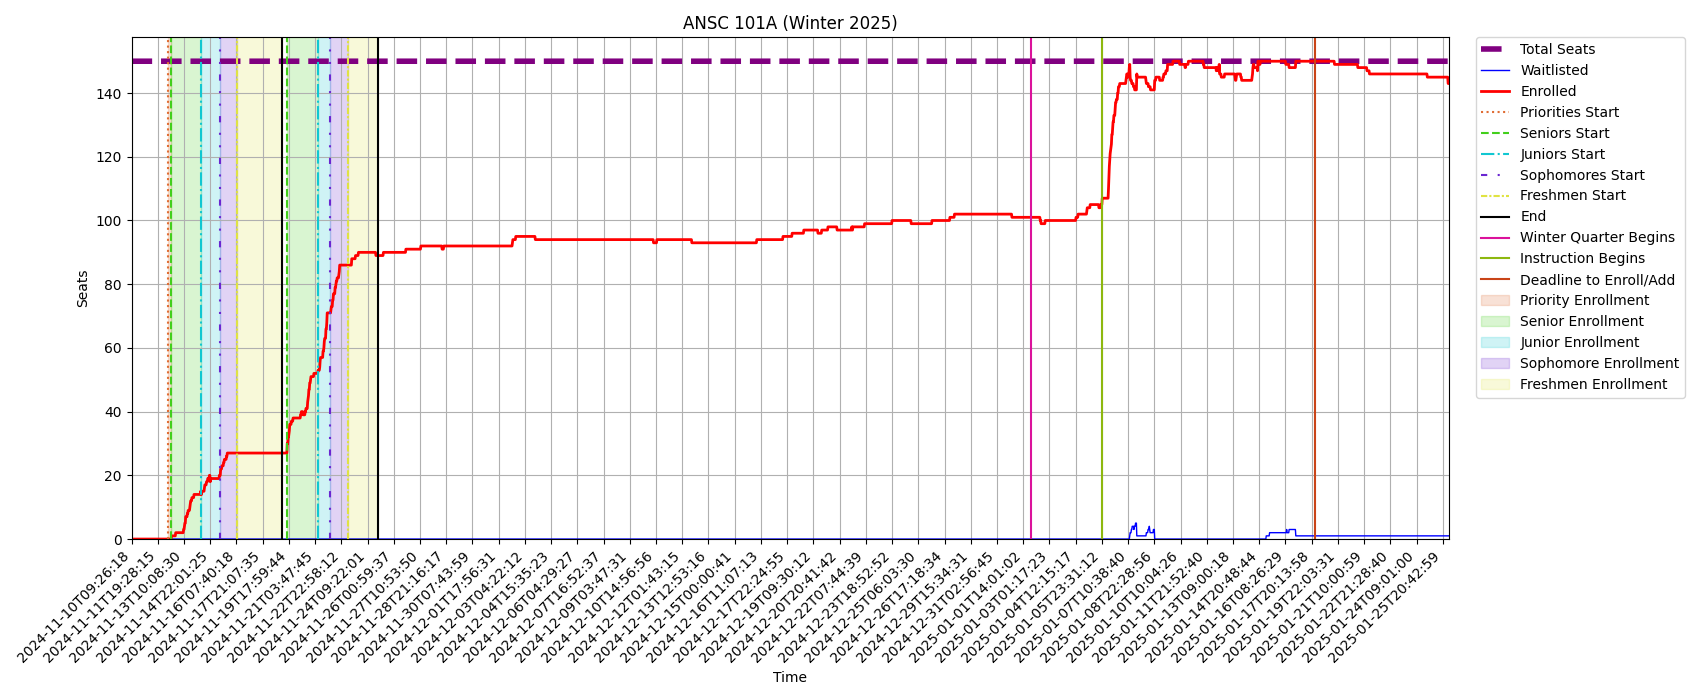 ANSC 101A (Winter 2025)
Total Seats
Waitlisted
Enrolled
Priorities Start
Seniors Start
Juniors Start
Sophomores Start
Freshmen Start
End
Winter Quarter Begins
Instruction Begins
Deadline to Enroll/Add
Priority Enrollment
Senior Enrollment
Junior Enrollment
Sophomore Enrollment
Freshmen Enrollment
Seats
140
120
100
80
60
40
20
0
2024-11-10T09:26:18
2024-11-11T19:28:15
2024-11-13T10:08:30
2024-11-14T22:01:25
2024-11-16T07:40:18
2024-11-17T21:07:35
2024-11-19T17:59:44
2024-11-21T03:47:45
2024-11-22T22:58:12
2024-11-24T09:22:01
2024-11-26T00:59:37
2024-11-27T10:53:50
2024-11-28T21:16:17
2024-11-30T07:43:59
2024-12-01T17:56:31
2024-12-03T04:22:12
2024-12-04T15:35:23
2024-12-06T04:29:27
2024-12-07T16:52:37
2024-12-09T03:47:31
2024-12-10T14:56:56
2024-12-12T01:43:15
2024-12-13T12:53:16
2024-12-15T00:00:41
2024-12-16T11:07:13
2024-12-17T22:24:55
2024-12-19T09:30:12
2024-12-20T20:41:42
2024-12-22T07:44:39
2024-12-23T18:52:52
2024-12-25T06:03:30
2024-12-26T17:18:34
2024-12-29T15:34:31
2024-12-31T02:56:45
2025-01-01T14:01:02
2025-01-03T01:17:23
2025-01-04T12:15:17
2025-01-05T23:31:12
2025-01-07T10:38:40
2025-01-08T22:28:56
2025-01-10T10:04:26
2025-01-11T21:52:40
2025-01-13T09:00:18
2025-01-14T20:48:44
2025-01-16T08:26:29
2025-01-17T20:13:58
2025-01-19T22:03:31
2025-01-21T10:00:59
2025-01-22T21:28:40
2025-01-24T09:01:00
2025-01-25T20:42:59
Time